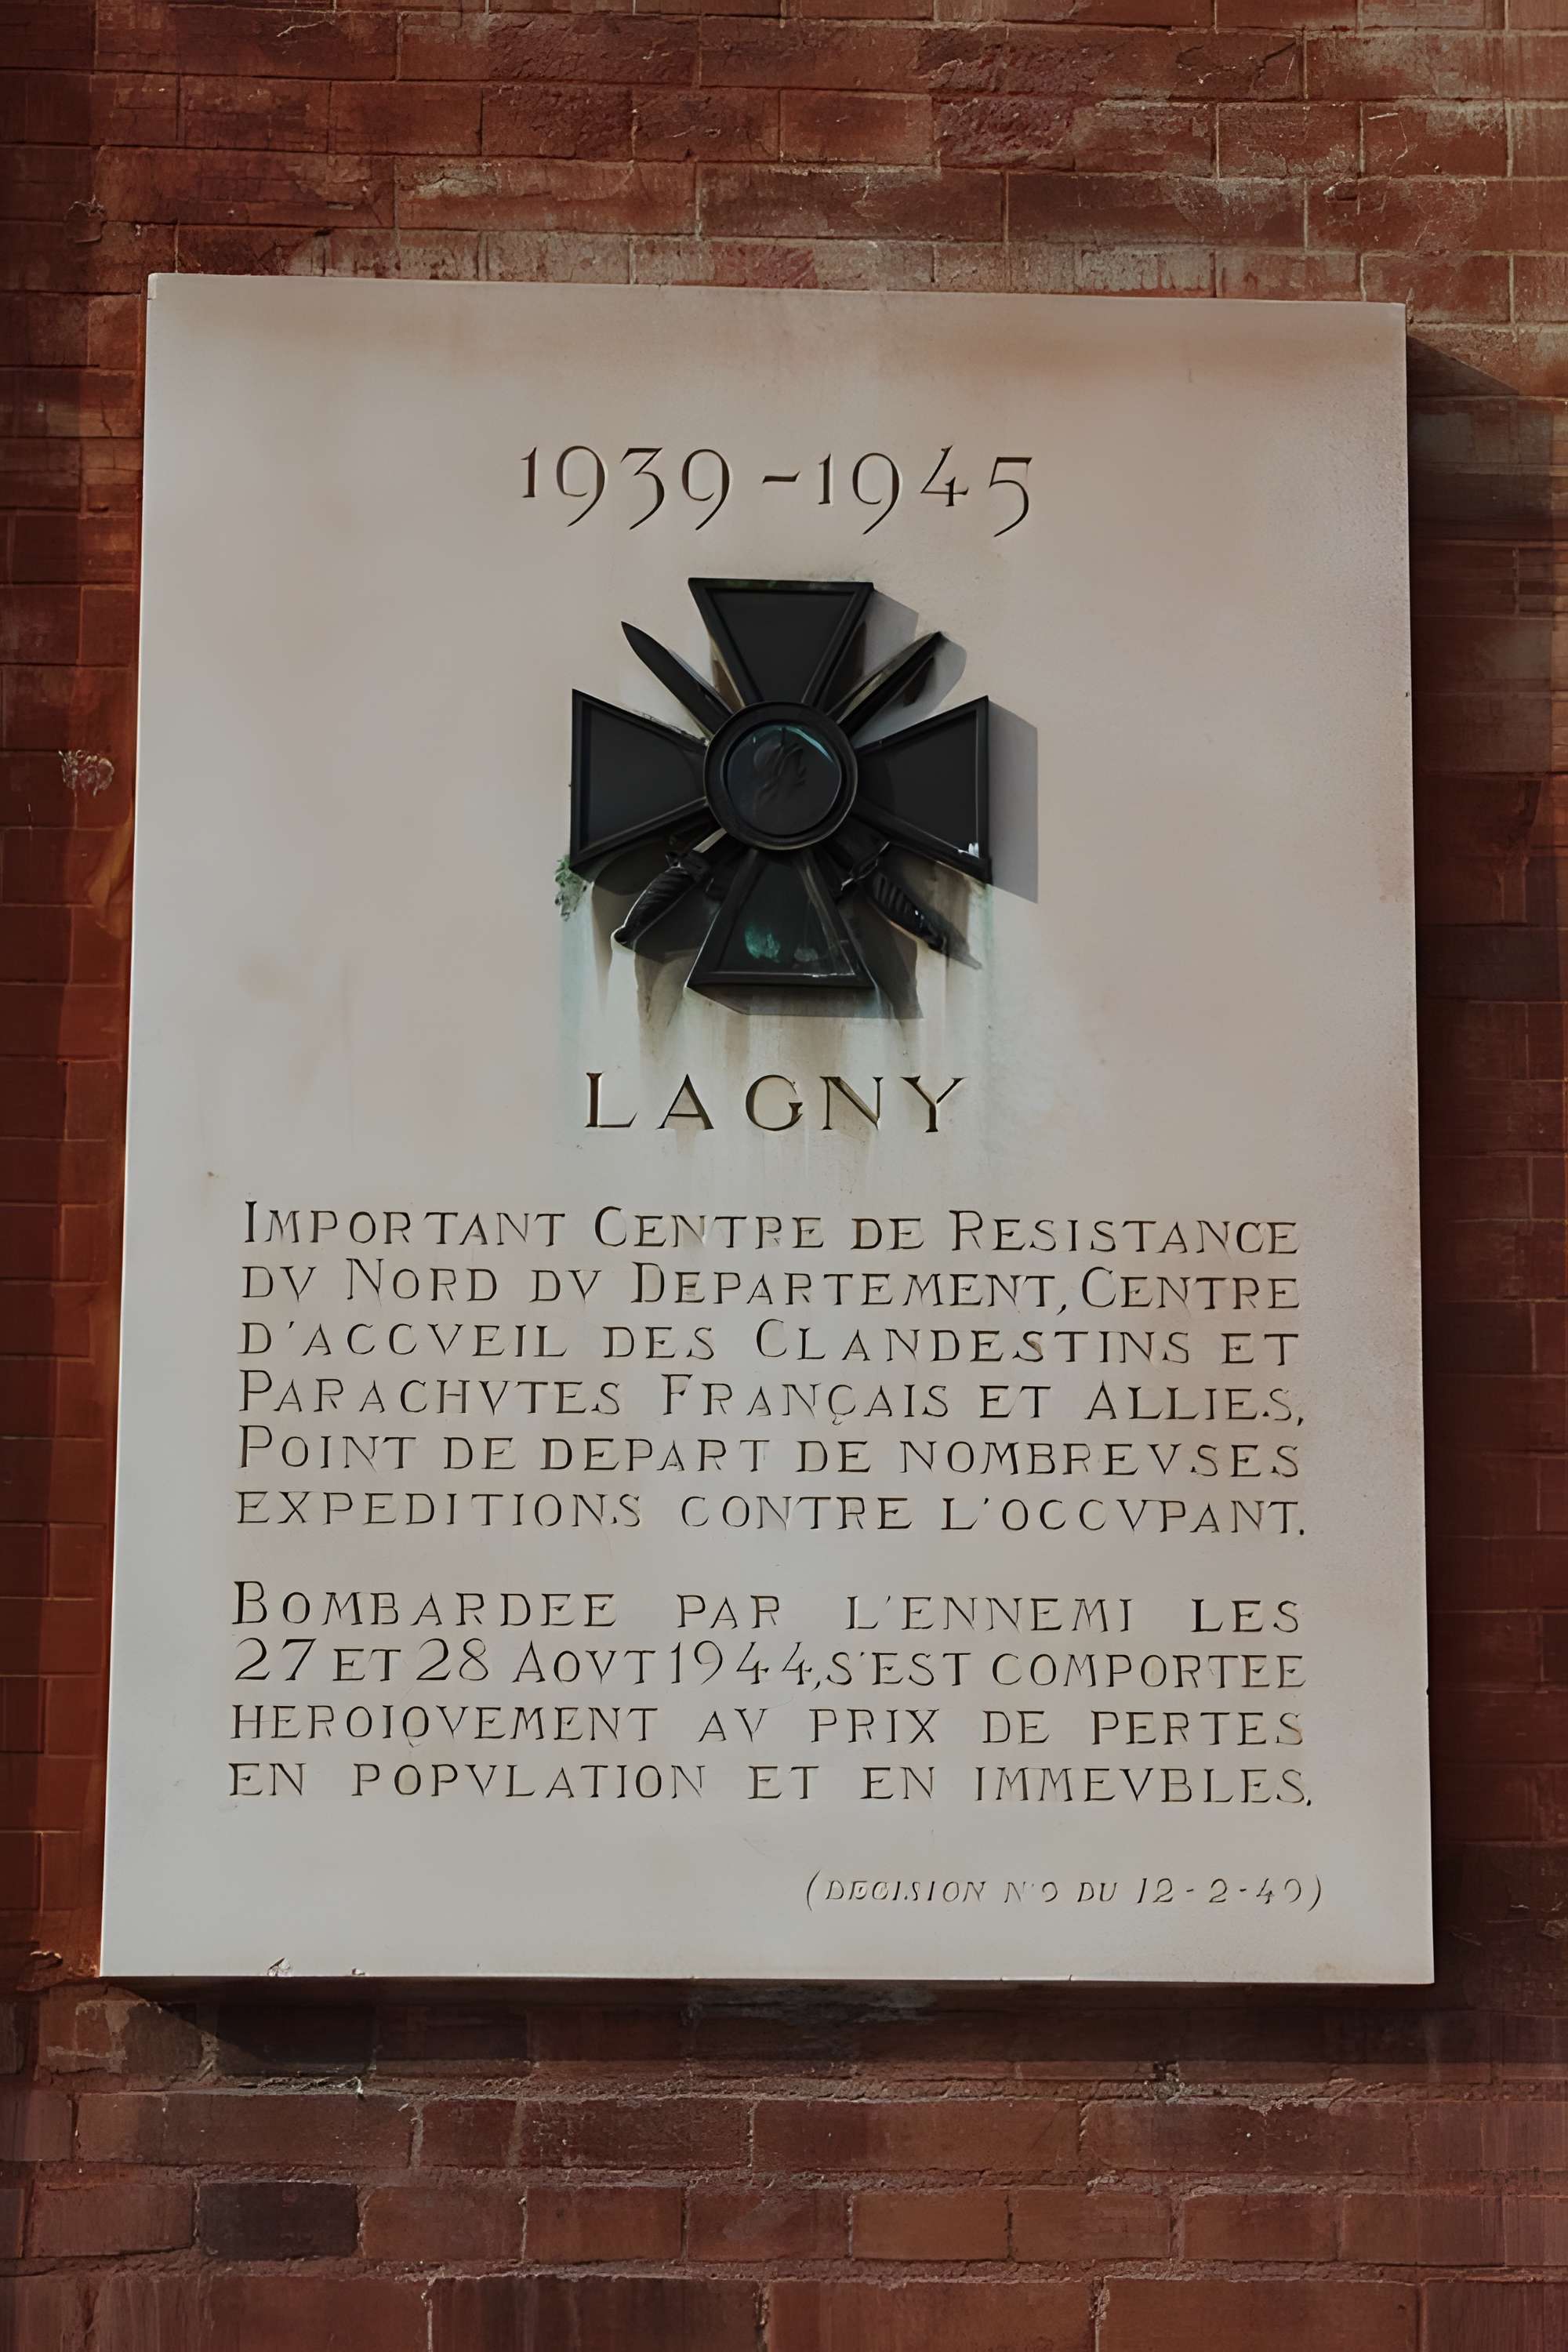 1939-1945
LAGNY
IMPORTANT CENTRE DE RESISTANCE
DV NORD DV DEPARTEMENT, CENTRE
D'ACCVEIL DES CLANDESTINS ET
PARACHVTES FRANÇAIS ET ALLIES,
POINT DE DEPART DE NOMBREVSES
EXPEDITIONS CONTRE L'OCCVPANT.
BOMBARDEE PAR L'ENNEMI LES
27 ET 28 AOVT 1944, S'EST COMPORTEE
HEROIQVEMENT AV PRIX DE PERTES
EN POPVLATION ET EN IMMEVBLES.
(DECISION DU